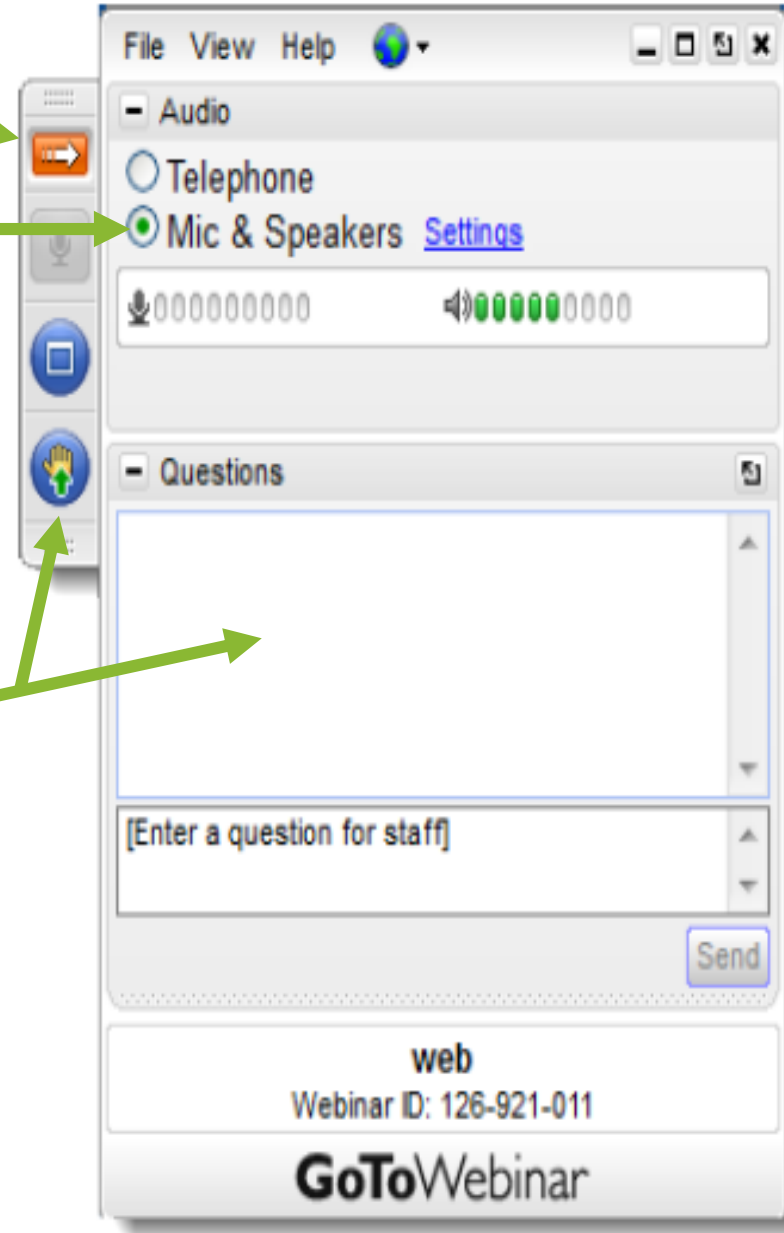 File View Help
Audio
Telephone
Mic & Speakers Settings
Questions
[Enter a question for staff]
Send
web
Webinar ID: 126-921-011
GoToWebinar